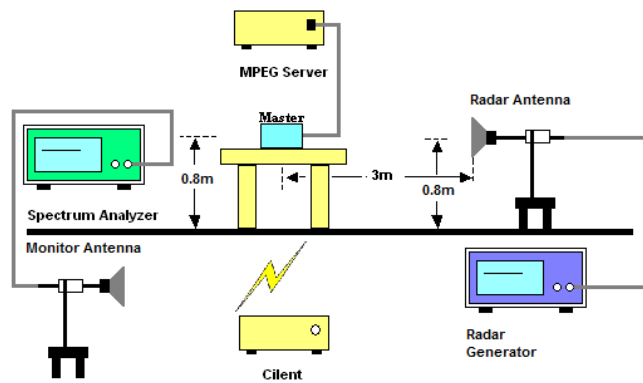 MPEG Server
Master
Radar Antenna
0.8m
3m
0.8m
Spectrum Analyzer
Monitor Antenna
Radar
Generator
Cilent